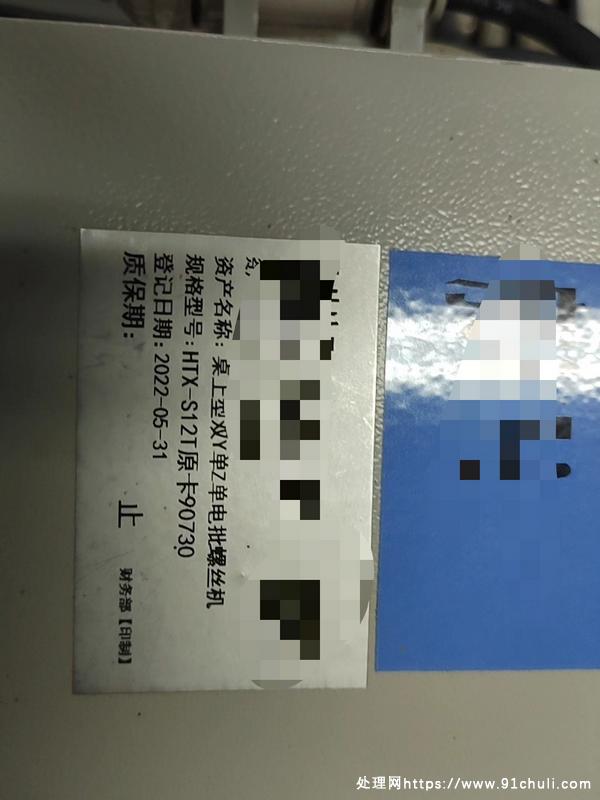 资产名称：桌上型双Y单Z单电批螺丝机
规格型号：HTX-S12T原卡90730
登记日期：2022-05-31
质保期：
止
财务部【印制】
处理网https://www.91chuli.com/